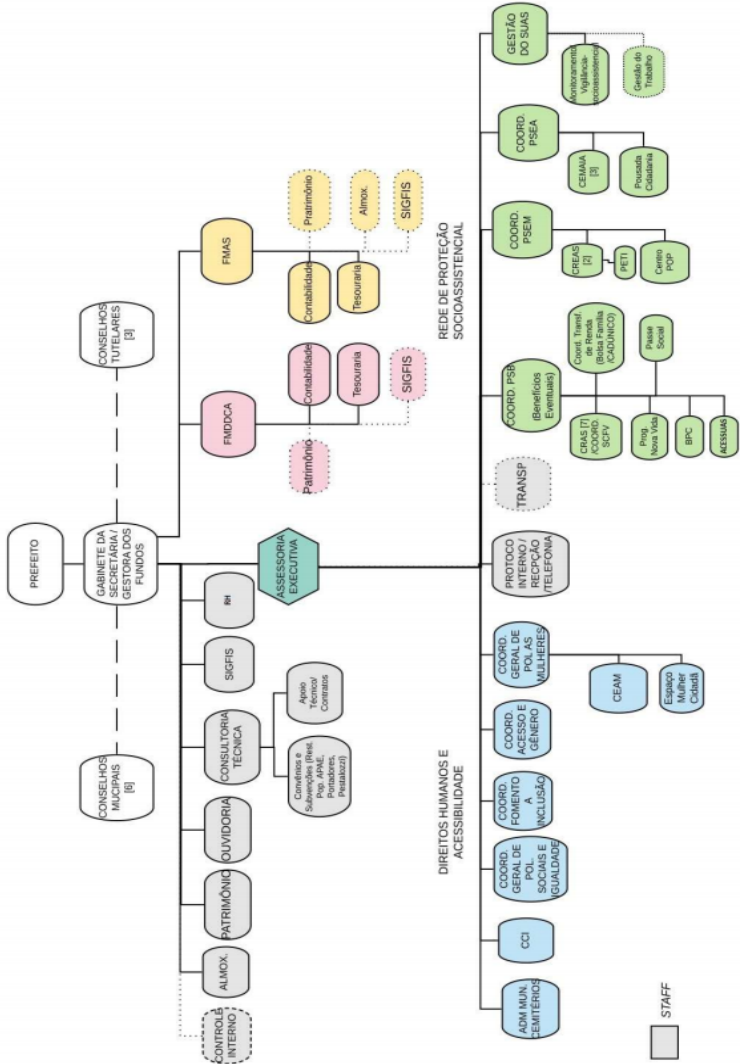 PREFEITO
CONSELHOS
MUCIPAIS
[6]
GABINETE DA
SECRETÁRIA /
GESTORA DOS
FUNDOS
CONSELHOS
TUTELARES
[3]
CONTROLE
INTERNO
ALMOX.
PATRIMÔNIO
OUVIDORIA
CONSULTORIA
TÉCNICA
Convênios e
Subvenções (Rest.
Pop, APAE,
Portadores,
Pestalozzi)
Apoio
Técnico/
Contratos
SIGFIS
RH
ASSESSORIA
EXECUTIVA
FMDDCA
Patrimônio
Contabilidade
Tesouraria
SIGFIS
FMAS
Contabilidade
Pratrimônio
Tesouraria
Almox.
SIGFIS
DIREITOS HUMANOS E
ACESSIBILIDADE
REDE DE PROTEÇÃO
SOCIOASSISTENCIAL
ADM MUN.
CEMITÉRIOS
CCI
COORD.
GERAL DE
POL.
SOCIAIS E
IGUALDADE
COORD.
FOMENTO
A
INCLUSÃO
COORD.
ACESSO E
GÊNERO
COORD.
GERAL DE
POL AS
MULHERES
CEAM
Espaço
Mulher
Cidadã
PROTOCO
INTERNO /
RECPÇÃO
/TELEFONIA
TRANSP
COORD. PSB
(Benefícios
Eventuais)
CRAS [7]
/COORD.
SCFV
Coord. Transf.
de Renda
(Bolsa Família
/CADÚNICO)
Prog.
Nova Vida
Passe
Social
BPC
ACESSUAS
COORD.
PSEM
CREAS
[2]
PETI
Centro
POP
COORD.
PSEA
CEMAIA
[3]
Pousada
Cidadania
GESTÃO
DO SUAS
Monitoramento/
Vigilância-
socioassistencial
Gestão do
Trabalho
STAFF